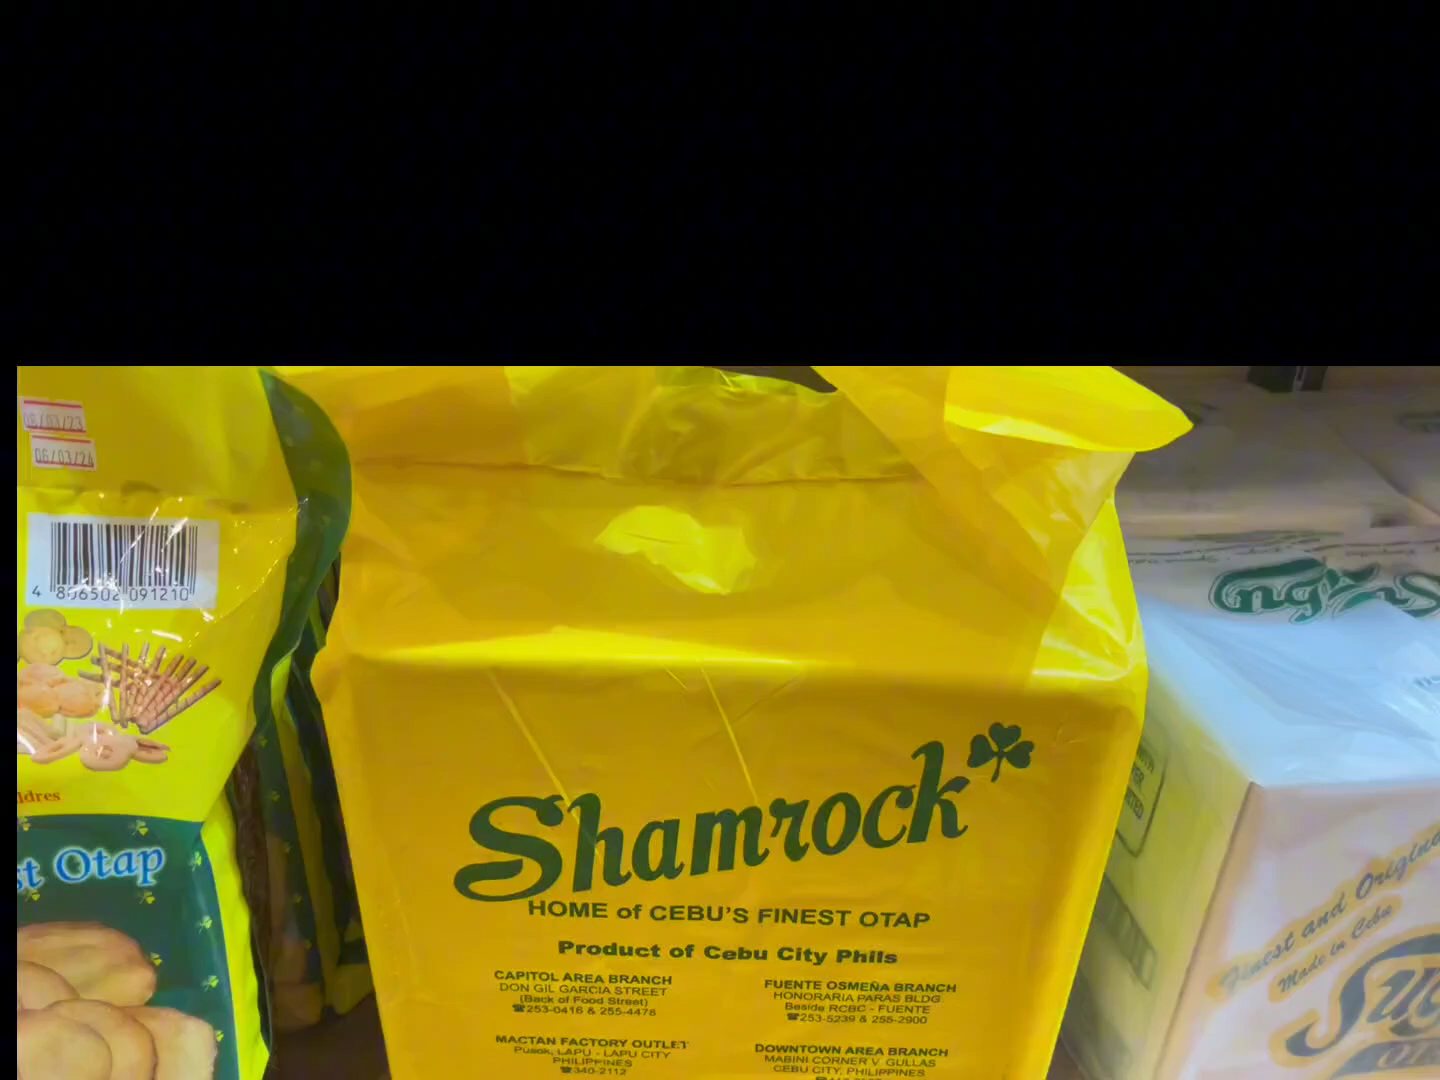 06/03/23
06/03/24
4 806502 091210
st Otap
Shamrock
HOME of CEBU'S FINEST OTAP
Product of Cebu City Phils
CAPITOL AREA BRANCH
DON GIL GARCIA STREET
(Back of Food Street)
☎253-0416 & 255-4478
FUENTE OSMEÑA BRANCH
HONORARIA PARAS BLDG.
Beside RCBC - FUENTE
☎253-5239 & 255-2900
MACTAN FACTORY OUTLET
Pusok, LAPU - LAPU CITY
PHILIPPINES
☎340-2112
DOWNTOWN AREA BRANCH
MABINI CORNER V. GULLAS
CEBU CITY, PHILIPPINES
Finest and Original
Made in Cebu